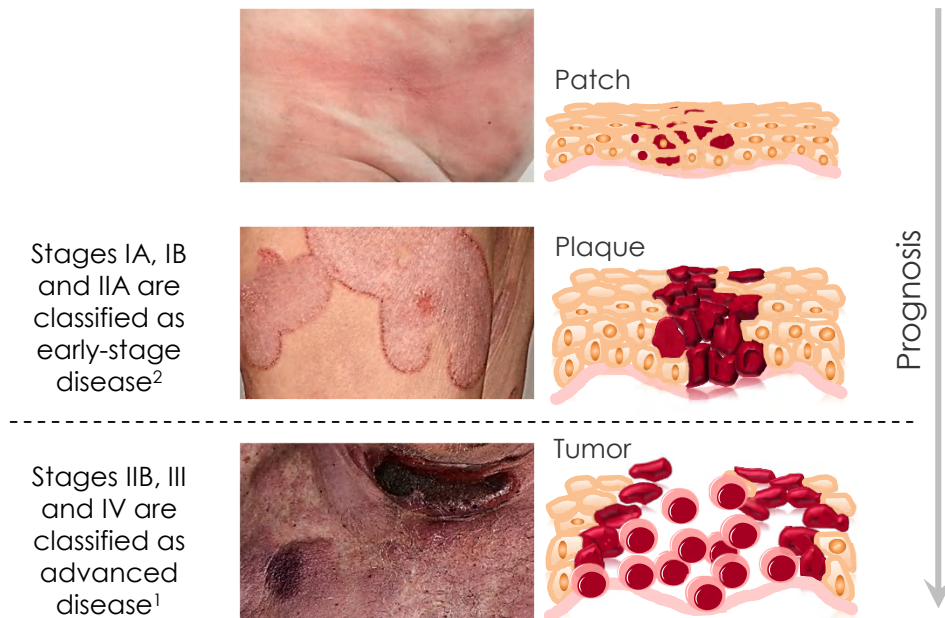 Patch
Stages IA, IB
and IIA are
classified as
early-stage
disease²
Plaque
Prognosis
Stages IIB, III
and IV are
classified as
advanced
disease¹
Tumor